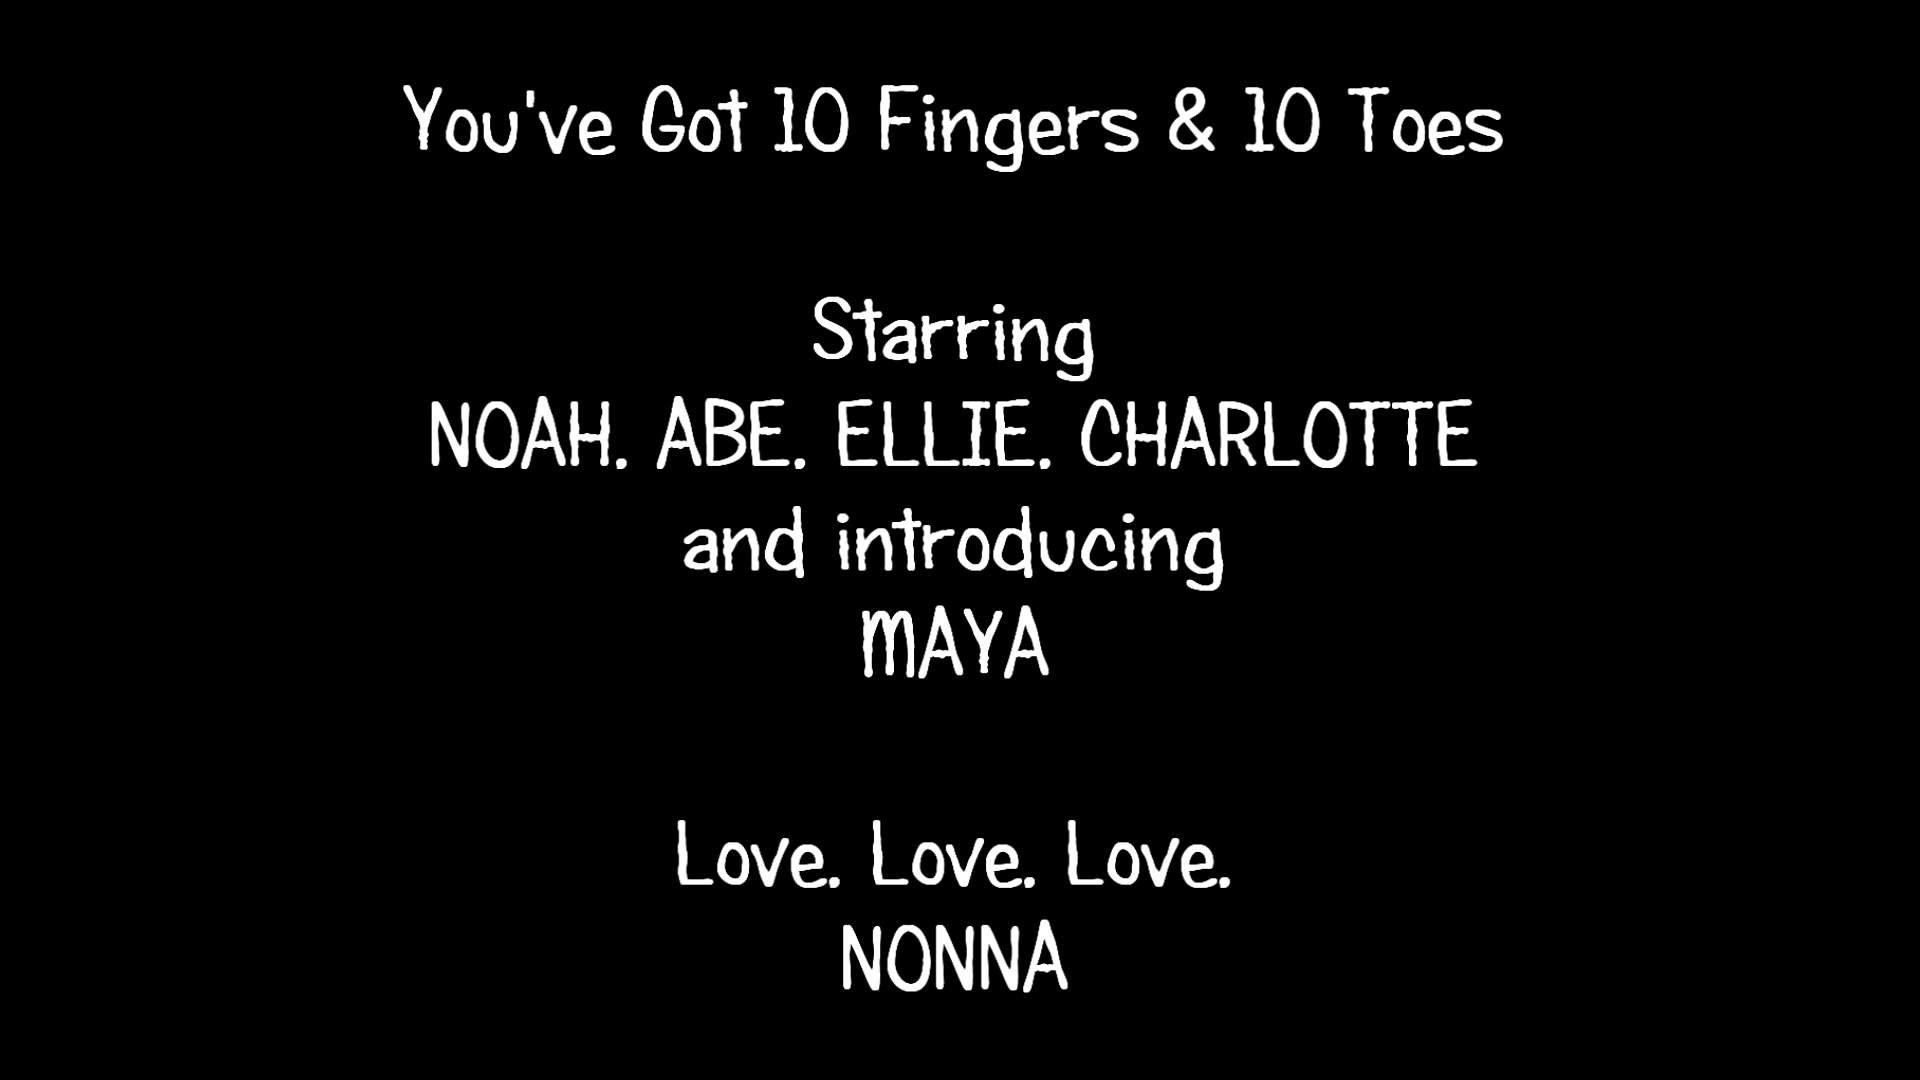 You've Got 10 Fingers & 10 Toes
Starring
NOAH. ABE. ELLIE. CHARLOTTE
and introducing
MAYA
Love. Love. Love.
NONNA